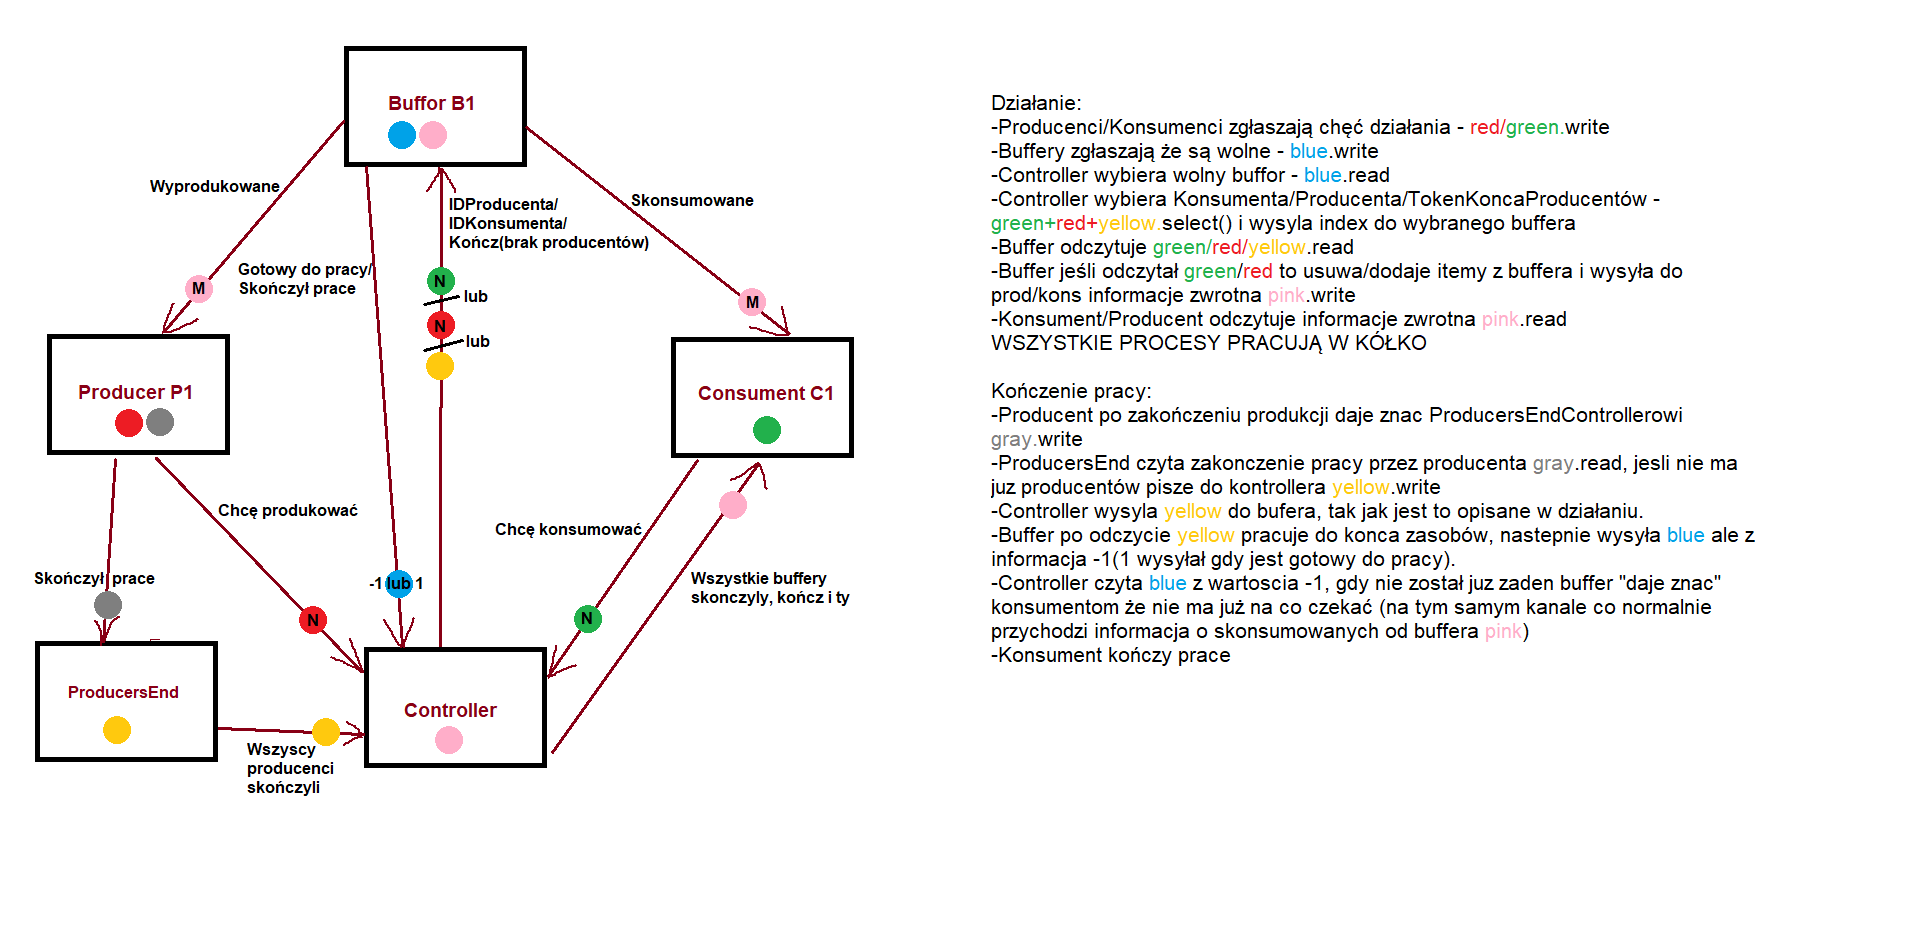 Buffor B1
Wyprodukowane
Skonsumowane
IDProducenta/
IDKonsumenta/
Kończ(brak producentów)
Gotowy do pracy/
Skończył prace
N
lub
M
M
N
lub
Producer P1
Consument C1
Chcę produkować
Chcę konsumować
Skończył prace
-1 lub 1
Wszystkie buffery
skonczyly, kończ i ty
N
N
ProducersEnd
Controller
Wszyscy
producenci
skończyli
Działanie:
-Producenci/Konsumenci zgłaszają chęć działania - red/green.write
-Buffery zgłaszają że są wolne - blue.write
-Controller wybiera wolny buffor - blue.read
-Controller wybiera Konsumenta/Producenta/TokenKoncaProducentów -
green+red+yellow.select() i wysyla index do wybranego buffera
-Buffer odczytuje green/red/yellow.read
-Buffer jeśli odczytał green/red to usuwa/dodaje itemy z buffera i wysyła do
prod/kons informacje zwrotna pink.write
-Konsument/Producent odczytuje informacje zwrotna pink.read
WSZYSTKIE PROCESY PRACUJĄ W KÓŁKO
Kończenie pracy:
-Producent po zakończeniu produkcji daje znac ProducersEndControllerowi
gray.write
-ProducersEnd czyta zakonczenie pracy przez producenta gray.read, jesli nie ma
juz producentów pisze do kontrollera yellow.write
-Controller wysyla yellow do bufera, tak jak jest to opisane w działaniu.
-Buffer po odczycie yellow pracuje do konca zasobów, nastepnie wysyła blue ale z
informacja -1(1 wysyłał gdy jest gotowy do pracy).
-Controller czyta blue z wartoscia -1, gdy nie został juz zaden buffer "daje znac"
konsumentom że nie ma już na co czekać (na tym samym kanale co normalnie
przychodzi informacja o skonsumowanych od buffera pink)
-Konsument kończy prace